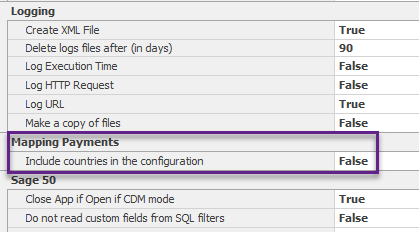 Logging
Create XML File True
Delete logs files after (in days) 90
Log Execution Time False
Log HTTP Request False
Log URL True
Make a copy of files False
Mapping Payments
Include countries in the configuration False
Sage 50
Close App if Open if CDM mode True
Do not read custom fields from SQL filters False